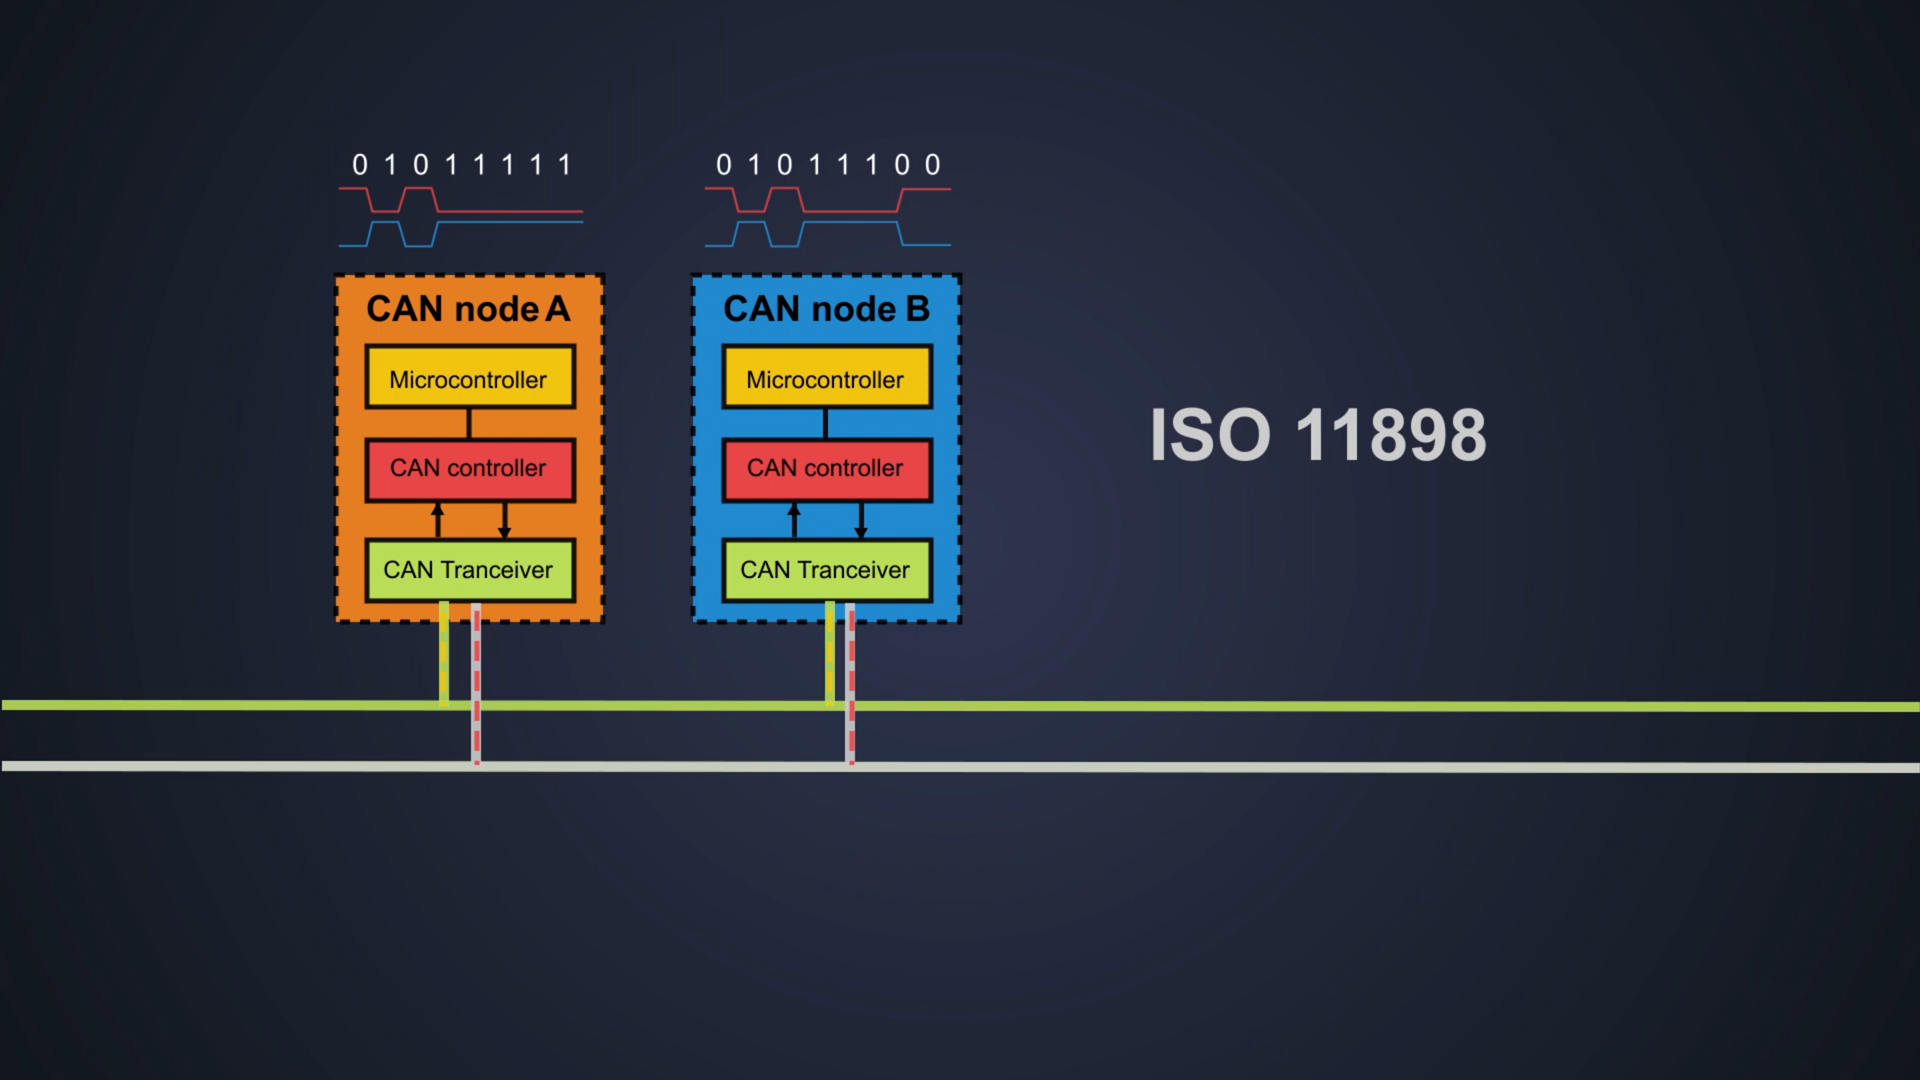 0 1 0 1 1 1 1 1
0 1 0 1 1 1 0 0
CAN node A
Microcontroller
CAN controller
CAN Tranceiver
CAN node B
Microcontroller
CAN controller
CAN Tranceiver
ISO 11898